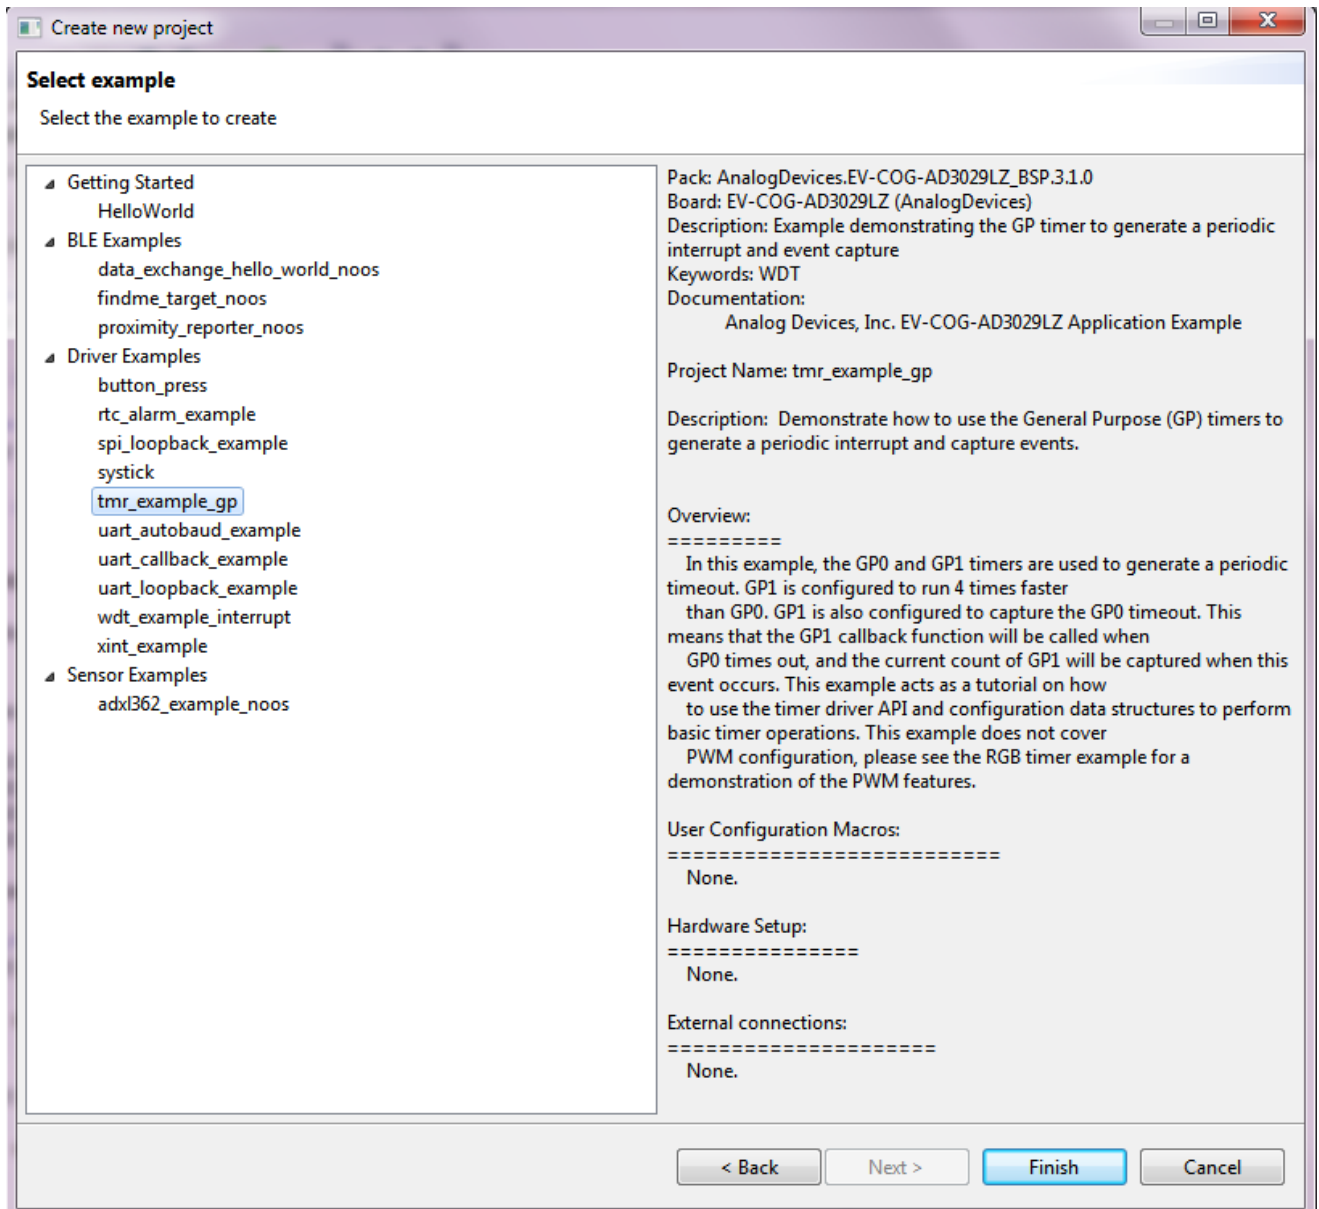 Create new project
Select example
Select the example to create
Getting Started
HelloWorld
BLE Examples
data_exchange_hello_world_noos
findme_target_noos
proximity_reporter_noos
Driver Examples
button_press
rtc_alarm_example
spi_loopback_example
systick
tmr_example_gp
uart_autobaud_example
uart_callback_example
uart_loopback_example
wdt_example_interrupt
xint_example
Sensor Examples
adxl362_example_noos
Pack: AnalogDevices.EV-COG-AD3029LZ_BSP.3.1.0
Board: EV-COG-AD3029LZ (AnalogDevices)
Description: Example demonstrating the GP timer to generate a periodic
interrupt and event capture
Keywords: WDT
Documentation:
Analog Devices, Inc. EV-COG-AD3029LZ Application Example
Project Name: tmr_example_gp
Description:  Demonstrate how to use the General Purpose (GP) timers to
generate a periodic interrupt and capture events.
Overview:
=========
In this example, the GP0 and GP1 timers are used to generate a periodic
timeout. GP1 is configured to run 4 times faster
than GP0. GP1 is also configured to capture the GP0 timeout. This
means that the GP1 callback function will be called when
GP0 times out, and the current count of GP1 will be captured when this
event occurs. This example acts as a tutorial on how
to use the timer driver API and configuration data structures to perform
basic timer operations. This example does not cover
PWM configuration, please see the RGB timer example for a
demonstration of the PWM features.
User Configuration Macros:
==========================
None.
Hardware Setup:
===============
None.
External connections:
=====================
None.
< Back
Next >
Finish
Cancel